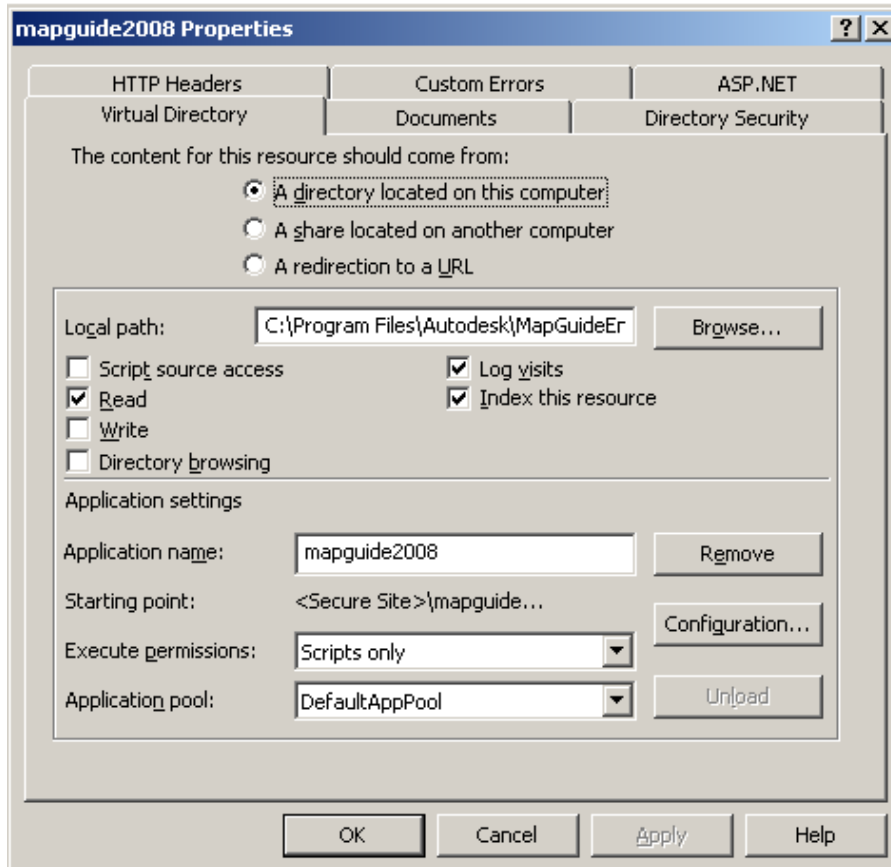 mapguide2008 Properties
HTTP Headers Custom Errors ASP.NET
Virtual Directory Documents Directory Security
The content for this resource should come from:
A directory located on this computer
A share located on another computer
A redirection to a URL
Local path: C:\Program Files\Autodesk\MapGuideEr Browse...
Script source access Log visits
Read Index this resource
Write
Directory browsing
Application settings
Application name: mapguide2008 Remove
Starting point: <Secure Site>\mapguide...
Configuration...
Execute permissions: Scripts only
Application pool: DefaultAppPool Unload
OK Cancel Apply Help